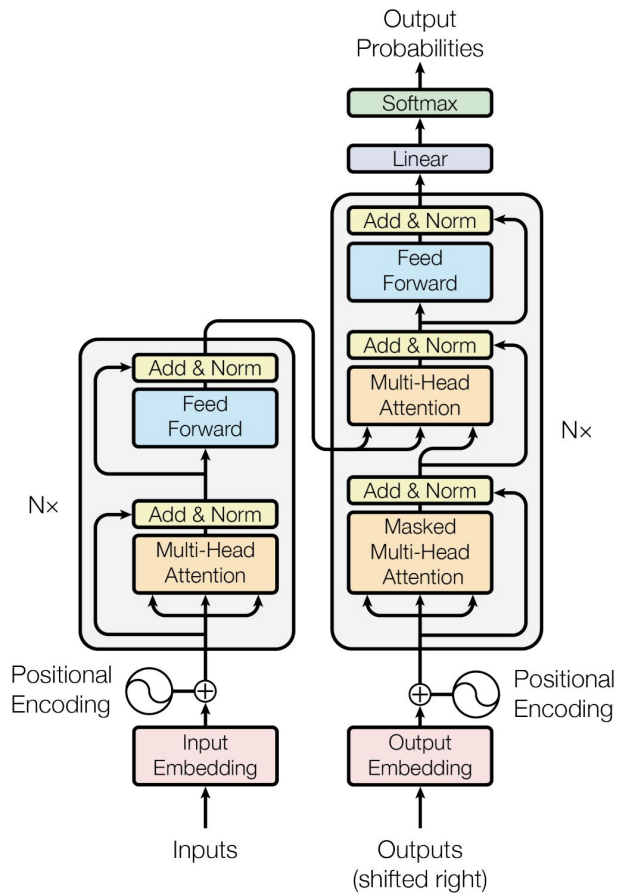 Output
Probabilities
Softmax
Linear
Add & Norm
Feed
Forward
Add & Norm
Multi-Head
Attention
Add & Norm
Masked
Multi-Head
Attention
N×
Add & Norm
Feed
Forward
Add & Norm
Multi-Head
Attention
N×
Positional
Encoding
Positional
Encoding
Input
Embedding
Output
Embedding
Inputs
Outputs
(shifted right)